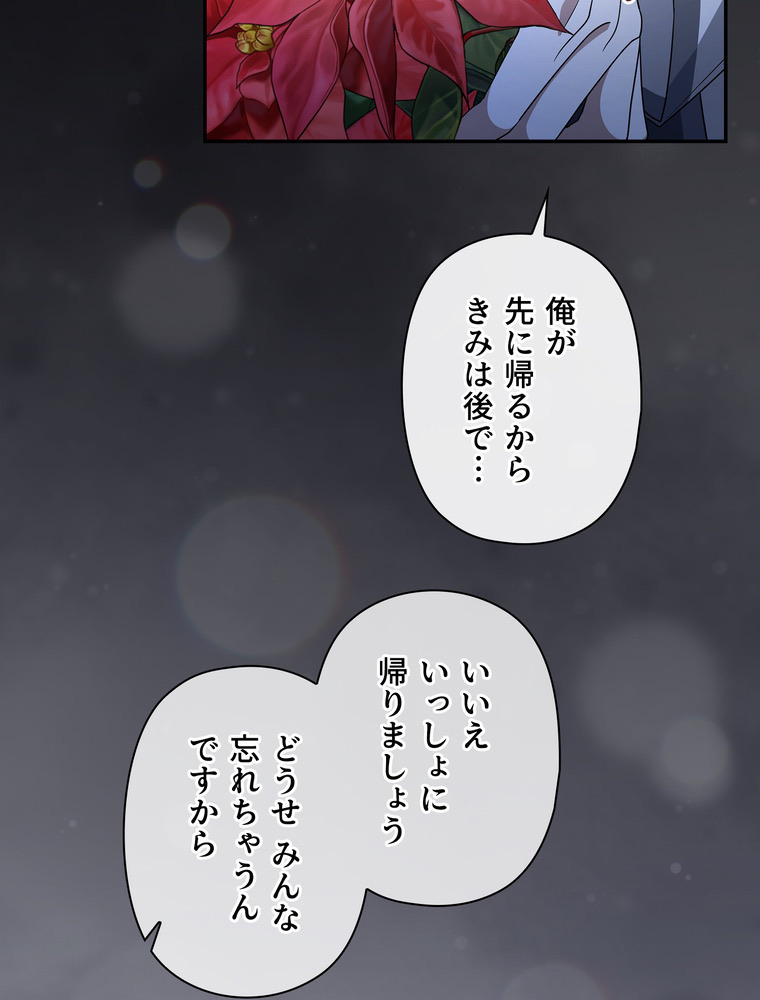 俺が
先に帰るから
きみは後で…
いいえ
いっしょに
帰りましょう
どうせ みんな
忘れちゃうん
ですから